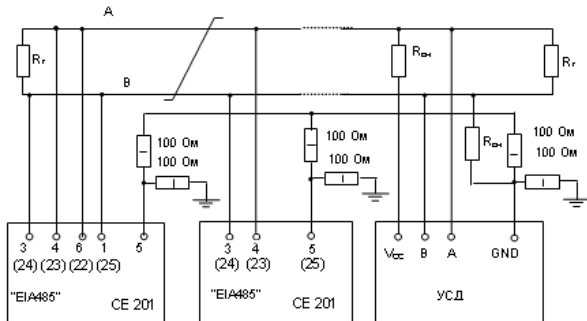 A
Rг
Rсм
Rг
B
Rсм
100 Ом
100 Ом
100 Ом
100 Ом
100 Ом
100 Ом
3 4 6 1 5
(24) (23) (22) (25)
"EIA485" CE 201
3 4 5
(24) (23) (25)
"EIA485" CE 201
Vcc B A GND
УСД